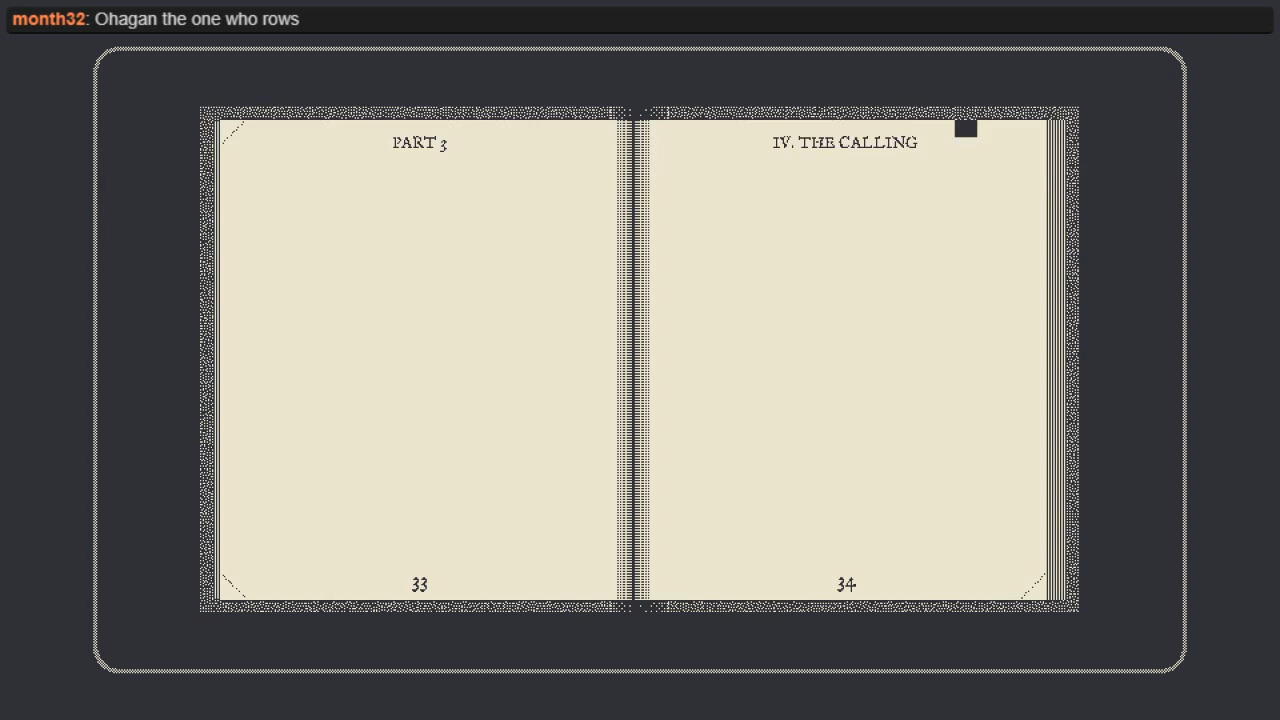 month32: Ohagan the one who rows
PART 3
IV. THE CALLING
33
34